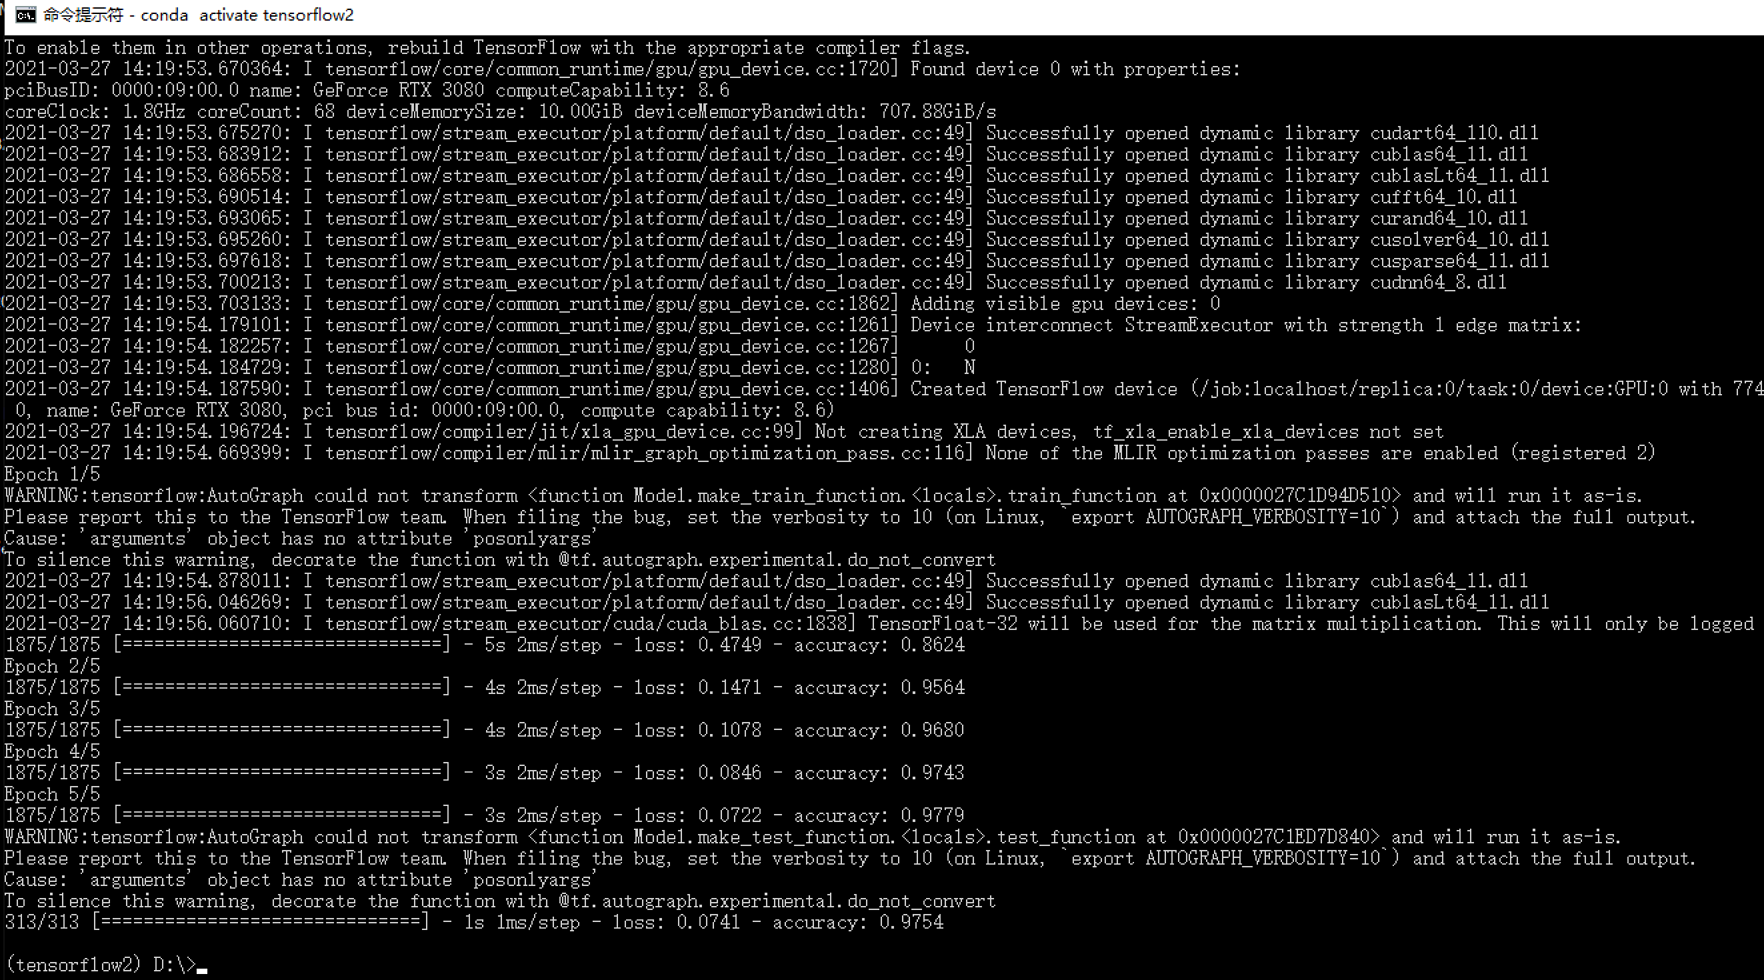 命令提示符 - conda  activate tensorflow2
To enable them in other operations, rebuild TensorFlow with the appropriate compiler flags.
2021-03-27 14:19:53.670364: I tensorflow/core/common_runtime/gpu/gpu_device.cc:1720] Found device 0 with properties:
pciBusID: 0000:09:00.0 name: GeForce RTX 3080 computeCapability: 8.6
coreClock: 1.8GHz coreCount: 68 deviceMemorySize: 10.00GiB deviceMemoryBandwidth: 707.88GiB/s
2021-03-27 14:19:53.675270: I tensorflow/stream_executor/platform/default/dso_loader.cc:49] Successfully opened dynamic library cudart64_110.dll
2021-03-27 14:19:53.683912: I tensorflow/stream_executor/platform/default/dso_loader.cc:49] Successfully opened dynamic library cublas64_11.dll
2021-03-27 14:19:53.686558: I tensorflow/stream_executor/platform/default/dso_loader.cc:49] Successfully opened dynamic library cublasLt64_11.dll
2021-03-27 14:19:53.690514: I tensorflow/stream_executor/platform/default/dso_loader.cc:49] Successfully opened dynamic library cufft64_10.dll
2021-03-27 14:19:53.693065: I tensorflow/stream_executor/platform/default/dso_loader.cc:49] Successfully opened dynamic library curand64_10.dll
2021-03-27 14:19:53.695260: I tensorflow/stream_executor/platform/default/dso_loader.cc:49] Successfully opened dynamic library cusolver64_10.dll
2021-03-27 14:19:53.697618: I tensorflow/stream_executor/platform/default/dso_loader.cc:49] Successfully opened dynamic library cusparse64_11.dll
2021-03-27 14:19:53.700213: I tensorflow/stream_executor/platform/default/dso_loader.cc:49] Successfully opened dynamic library cudnn64_8.dll
2021-03-27 14:19:53.703133: I tensorflow/core/common_runtime/gpu/gpu_device.cc:1862] Adding visible gpu devices: 0
2021-03-27 14:19:54.179101: I tensorflow/core/common_runtime/gpu/gpu_device.cc:1261] Device interconnect StreamExecutor with strength 1 edge matrix:
2021-03-27 14:19:54.182257: I tensorflow/core/common_runtime/gpu/gpu_device.cc:1267]      0
2021-03-27 14:19:54.184729: I tensorflow/core/common_runtime/gpu/gpu_device.cc:1280] 0:   N
2021-03-27 14:19:54.187590: I tensorflow/core/common_runtime/gpu/gpu_device.cc:1406] Created TensorFlow device (/job:localhost/replica:0/task:0/device:GPU:0 with 774
 0, name: GeForce RTX 3080, pci bus id: 0000:09:00.0, compute capability: 8.6)
2021-03-27 14:19:54.196724: I tensorflow/compiler/jit/xla_gpu_device.cc:99] Not creating XLA devices, tf_xla_enable_xla_devices not set
2021-03-27 14:19:54.669399: I tensorflow/compiler/mlir/mlir_graph_optimization_pass.cc:116] None of the MLIR optimization passes are enabled (registered 2)
Epoch 1/5
WARNING:tensorflow:AutoGraph could not transform <function Model.make_train_function.<locals>.train_function at 0x0000027C1D94D510> and will run it as-is.
Please report this to the TensorFlow team. When filing the bug, set the verbosity to 10 (on Linux, `export AUTOGRAPH_VERBOSITY=10`) and attach the full output.
Cause: 'arguments' object has no attribute 'posonlyargs'
To silence this warning, decorate the function with @tf.autograph.experimental.do_not_convert
2021-03-27 14:19:54.878011: I tensorflow/stream_executor/platform/default/dso_loader.cc:49] Successfully opened dynamic library cublas64_11.dll
2021-03-27 14:19:56.046269: I tensorflow/stream_executor/platform/default/dso_loader.cc:49] Successfully opened dynamic library cublasLt64_11.dll
2021-03-27 14:19:56.060710: I tensorflow/stream_executor/cuda/cuda_blas.cc:1838] TensorFloat-32 will be used for the matrix multiplication. This will only be logged
1875/1875 [==============================] - 5s 2ms/step - loss: 0.4749 - accuracy: 0.8624
Epoch 2/5
1875/1875 [==============================] - 4s 2ms/step - loss: 0.1471 - accuracy: 0.9564
Epoch 3/5
1875/1875 [==============================] - 4s 2ms/step - loss: 0.1078 - accuracy: 0.9680
Epoch 4/5
1875/1875 [==============================] - 3s 2ms/step - loss: 0.0846 - accuracy: 0.9743
Epoch 5/5
1875/1875 [==============================] - 3s 2ms/step - loss: 0.0722 - accuracy: 0.9779
WARNING:tensorflow:AutoGraph could not transform <function Model.make_test_function.<locals>.test_function at 0x0000027C1ED7D840> and will run it as-is.
Please report this to the TensorFlow team. When filing the bug, set the verbosity to 10 (on Linux, `export AUTOGRAPH_VERBOSITY=10`) and attach the full output.
Cause: 'arguments' object has no attribute 'posonlyargs'
To silence this warning, decorate the function with @tf.autograph.experimental.do_not_convert
313/313 [==============================] - 1s 1ms/step - loss: 0.0741 - accuracy: 0.9754
(tensorflow2) D:\>